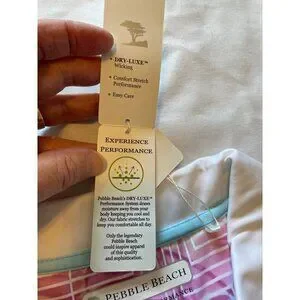 • DRY-LUXE™
Wicking
• Comfort Stretch
Performance
• Easy Care
EXPERIENCE
PERFORMANCE
Pebble Beach's DRY-LUXE™
Performance System draws
moisture away from your
body keeping you cool and
dry. Our fabric stretches to
keep you comfortable all day.
Only the legendary
Pebble Beach
could inspire apparel
of this quality
and sophistication.
PEBBLE BEACH
PERFORMANCE